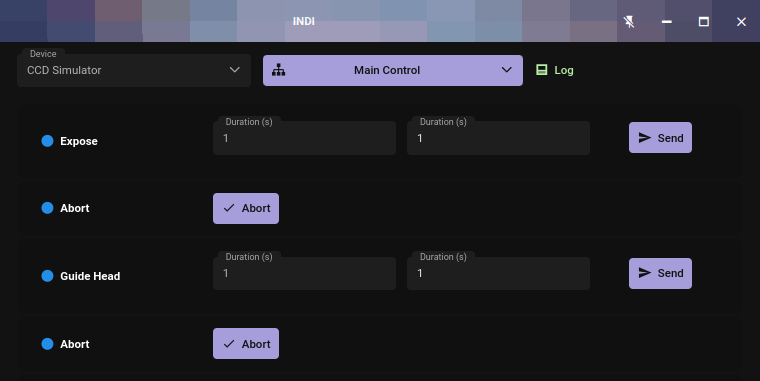 INDI
Device
CCD Simulator
Main Control
Log
Expose
Duration (s)
1
Duration (s)
1
Send
Abort
Abort
Guide Head
Duration (s)
1
Duration (s)
1
Send
Abort
Abort